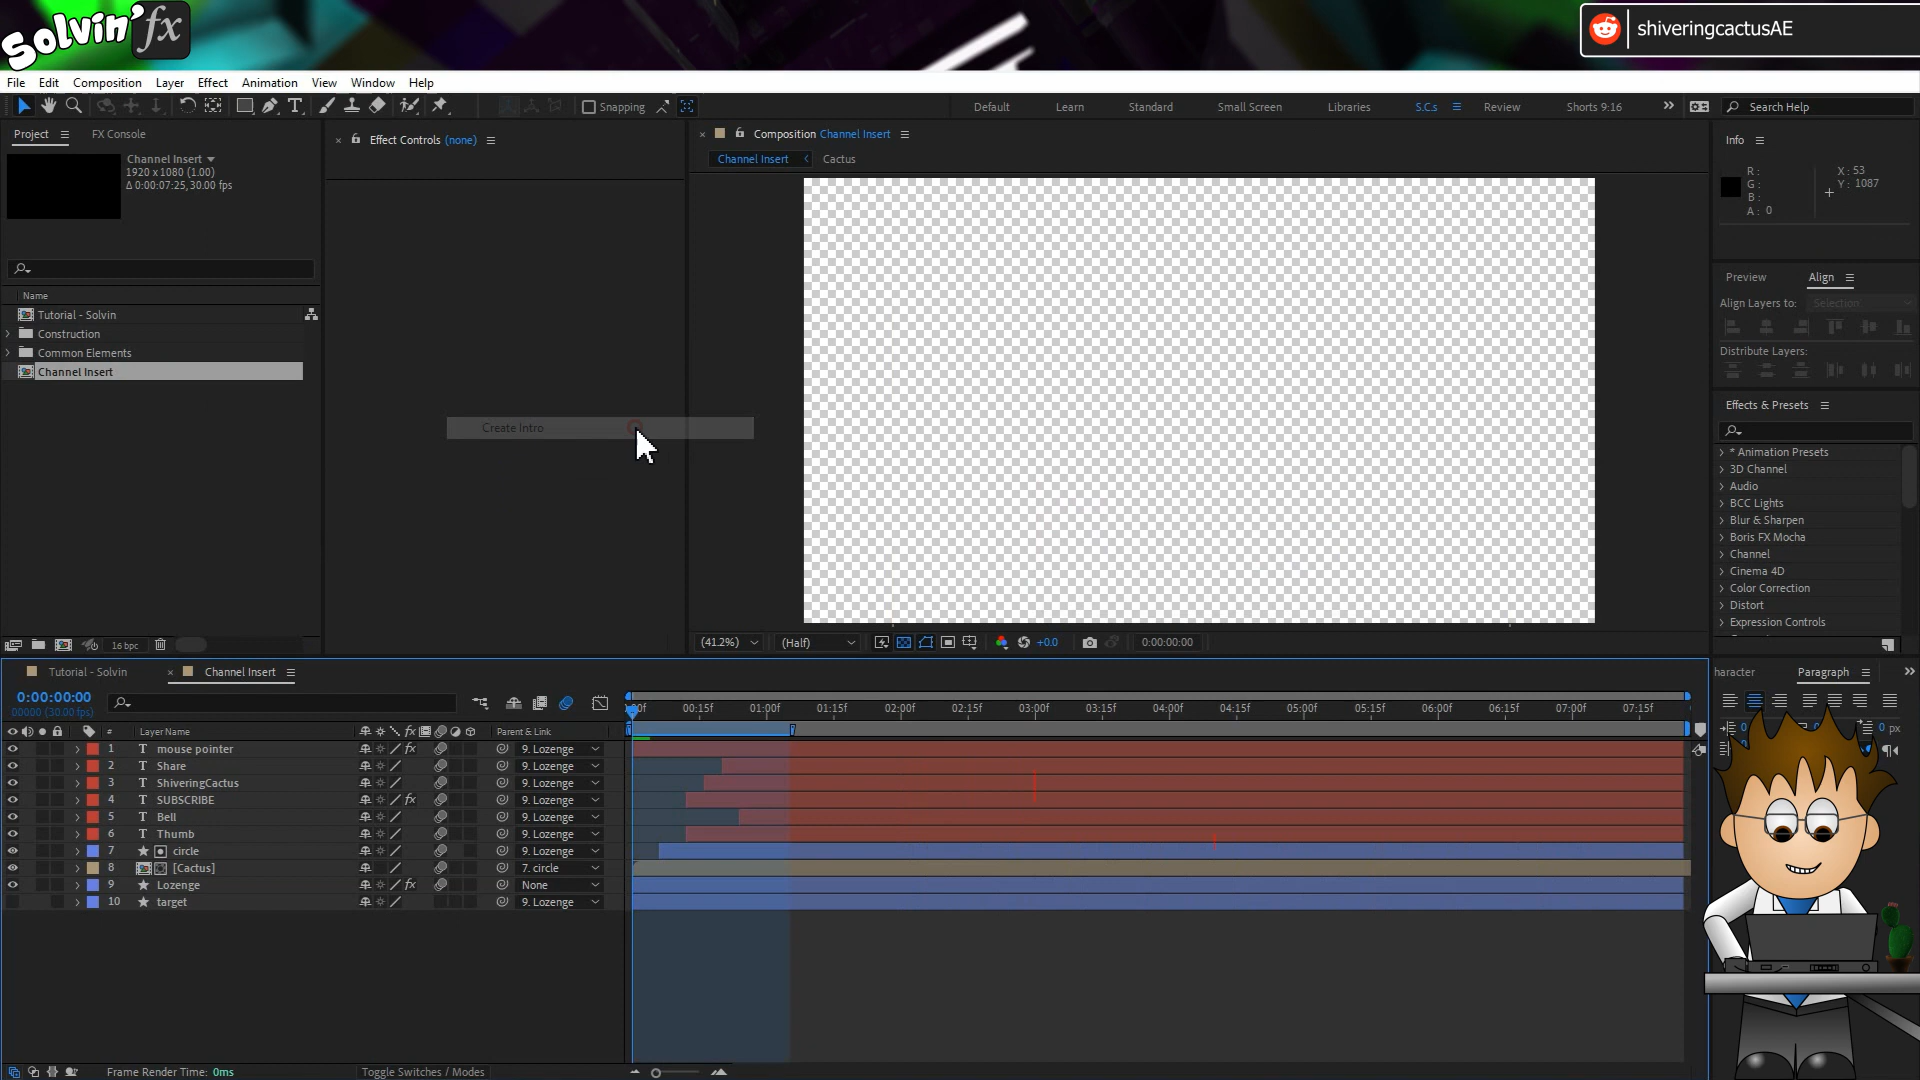 Solvin' fx
shiveringcactusAE
File Edit Composition Layer Effect Animation View Window Help
Snapping
Default Learn Standard Small Screen Libraries S.C.s Review Shorts 9:16
Search Help
Project FX Console
Channel Insert
1920 x 1080 (1.00)
Δ 0:00:07:25, 30.00 fps
Name
Tutorial - Solvin
Construction
Common Elements
Channel Insert
16 bpc
Effect Controls (none)
Create Intro
Composition Channel Insert
Channel Insert Cactus
(41.2%) (Half) +0.0 0:00:00:00
Info
R : X : 53
G : Y : 1087
B :
A : 0
Preview Align
Align Layers to: Selection
Distribute Layers:
Effects & Presets
* Animation Presets
3D Channel
Audio
BCC Lights
Blur & Sharpen
Boris FX Mocha
Channel
Cinema 4D
Color Correction
Distort
Expression Controls
Tutorial - Solvin Channel Insert
0:00:00:00
00000 (30.00 fps)
:00f 00:15f 01:00f 01:15f 02:00f 02:15f 03:00f 03:15f 04:00f 04:15f 05:00f 05:15f 06:00f 06:15f 07:00f 07:15f
# Layer Name fx Parent & Link
1 T mouse pointer fx 9. Lozenge
2 T Share 9. Lozenge
3 T ShiveringCactus 9. Lozenge
4 T SUBSCRIBE fx 9. Lozenge
5 T Bell 9. Lozenge
6 T Thumb 9. Lozenge
7 circle 9. Lozenge
8 [Cactus] 7. circle
9 Lozenge fx None
10 target 9. Lozenge
Frame Render Time: 0ms Toggle Switches / Modes
haracter Paragraph
0 px